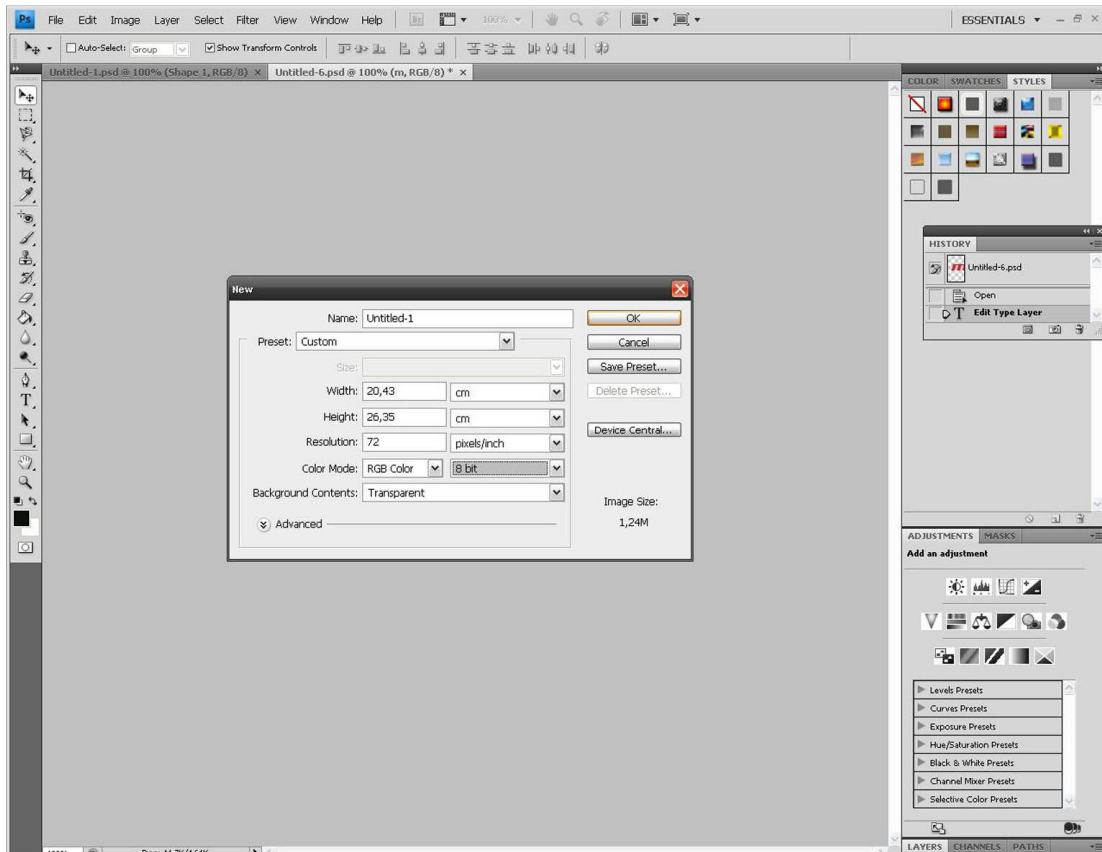 Ps File Edit Image Layer Select Filter View Window Help 100% ESSENTIALS
Auto-Select: Group Show Transform Controls
Untitled-1.psd @ 100% (Shape 1, RGB/8) × Untitled-6.psd @ 100% (m, RGB/8) * ×
COLOR SWATCHES STYLES
HISTORY
m Untitled-6.psd
Open
T Edit Type Layer
New
Name: Untitled-1
OK
Preset: Custom
Cancel
Size:
Save Preset...
Width: 20,43 cm
Delete Preset...
Height: 26,35 cm
Device Central...
Resolution: 72 pixels/inch
Color Mode: RGB Color 8 bit
Background Contents: Transparent
Image Size:
1,24M
Advanced
ADJUSTMENTS MASKS
Add an adjustment
Levels Presets
Curves Presets
Exposure Presets
Hue/Saturation Presets
Black & White Presets
Channel Mixer Presets
Selective Color Presets
LAYERS CHANNELS PATHS